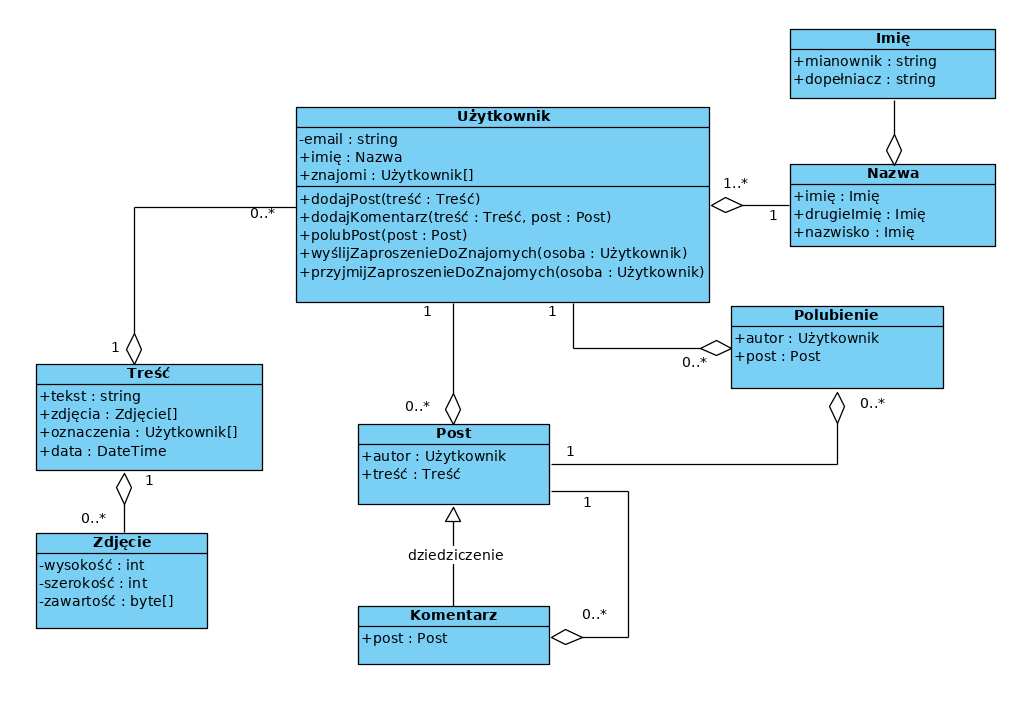 Imię
+mianownik : string
+dopełniacz : string
Użytkownik
-email : string
+imię : Nazwa
+znajomi : Użytkownik[]
+dodajPost(treść : Treść)
+dodajKomentarz(treść : Treść, post : Post)
+polubPost(post : Post)
+wyślijZaproszenieDoZnajomych(osoba : Użytkownik)
+przyjmijZaproszenieDoZnajomych(osoba : Użytkownik)
1..*
1
Nazwa
+imię : Imię
+drugieImię : Imię
+nazwisko : Imię
0..*
1
1
1
0..*
Polubienie
+autor : Użytkownik
+post : Post
0..*
Treść
+tekst : string
+zdjęcia : Zdjęcie[]
+oznaczenia : Użytkownik[]
+data : DateTime
0..*
Post
+autor : Użytkownik
+treść : Treść
1
1
1
0..*
Zdjęcie
-wysokość : int
-szerokość : int
-zawartość : byte[]
dziedziczenie
Komentarz
+post : Post
0..*